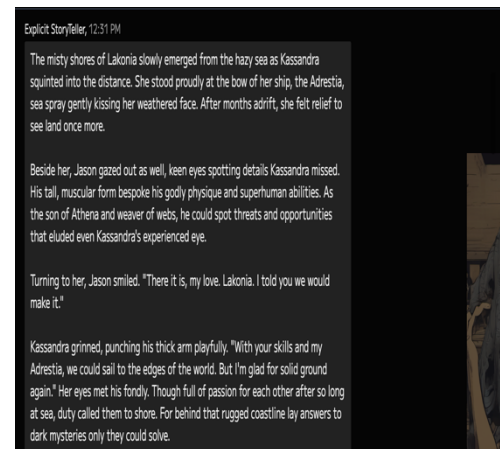 Explicit StoryTeller, 12:31 PM
The misty shores of Lakonia slowly emerged from the hazy sea as Kassandra
squinted into the distance. She stood proudly at the bow of her ship, the Adrestia,
sea spray gently kissing her weathered face. After months adrift, she felt relief to
see land once more.
Beside her, Jason gazed out as well, keen eyes spotting details Kassandra missed.
His tall, muscular form bespoke his godly physique and superhuman abilities. As
the son of Athena and weaver of webs, he could spot threats and opportunities
that eluded even Kassandra's experienced eye.
Turning to her, Jason smiled. "There it is, my love. Lakonia. I told you we would
make it."
Kassandra grinned, punching his thick arm playfully. "With your skills and my
Adrestia, we could sail to the edges of the world. But I'm glad for solid ground
again." Her eyes met his fondly. Though full of passion for each other after so long
at sea, duty called them to shore. For behind that rugged coastline lay answers to
dark mysteries only they could solve.